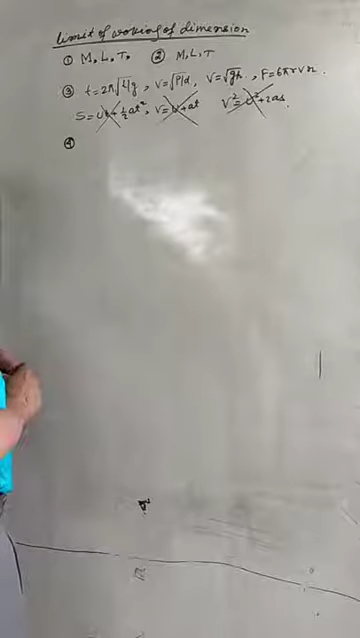 Limit of working of dimension
① M, L, T. ② M, L, T
③ t=2π√L/g , V=√P/d , V=√gh , F=6πrvη.
S=ut+½at², V=u+at V²=u²+2as.
④